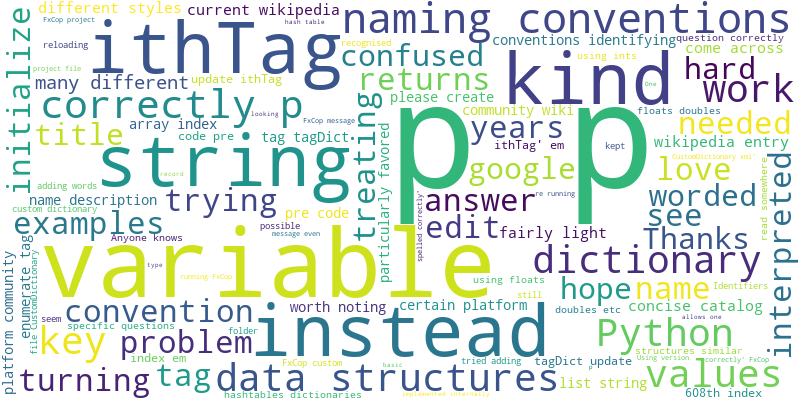 different styles
current wikipedia
hash table
FxCop project
reloading
ithTag
naming conventions
recognised
question correctly
conventions identifying
come across
using ints
initialize
many different
update ithTag
confused
returns
kind
hard
work
project file
looking
One
correctly p
please create
community wiki
floats doubles
array index
FxCop message
years
ithTag' em
kept
needed
title
code pre
tag tagDict
wikipedia entry
string
p p
treating
particularly favored
google
CustomDictionary xml'
love
read somewhere
interpreted
adding words
record
name description
trying
pre code
answer
worded
custom dictionary
spelled correctly'
re running
examples
possible
edit
fairly light
see
Anyone knows
message even
Thanks
variable
dictionary
platform community
enumerate tag
file CustomDictionary
type
seem
running FxCop
using floats
still
hope
name
Identifiers
convention
worth noting
certain platform
doubles etc
concise catalog
allows one
specific questions
folder
key
problem
instead
Python
structures similar
Using version
correctly' FxCop
index em
FxCop custom
tried adding
tagDict update
basic
turning
tag
data structures
list string
values
hashtables dictionaries
implemented internally
608th index